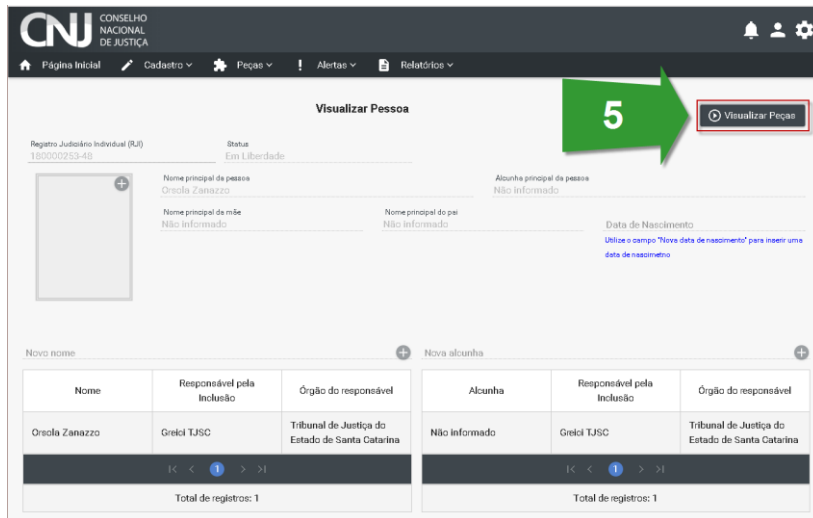 CNJ
CONSELHO
NACIONAL
DE JUSTIÇA
Página Inicial Cadastro Peças Alertas Relatórios
Visualizar Pessoa
5
Visualizar Peças
Registro Judiciário Individual (RJI)
Status
180000253-48
Em Liberdade
Nome principal da pessoa
Alcunha principal da pessoa
Orsola Zanazzo
Não informado
Nome principal da mãe
Nome principal do pai
Não Informado
Não Informado
Data de Nascimento
Utilize o campo "Nova data de nascimento" para inserir uma
data de nascimetno
Novo nome
Nova alcunha
Nome
Responsável pela
Inclusão
Órgão do responsável
Orsola Zanazzo
Greici TJSC
Tribunal de Justiça do
Estado de Santa Catarina
1
Total de registros: 1
Alcunha
Responsável pela
Inclusão
Órgão do responsável
Não informado
Greici TJSC
Tribunal de Justiça do
Estado de Santa Catarina
1
Total de registros: 1